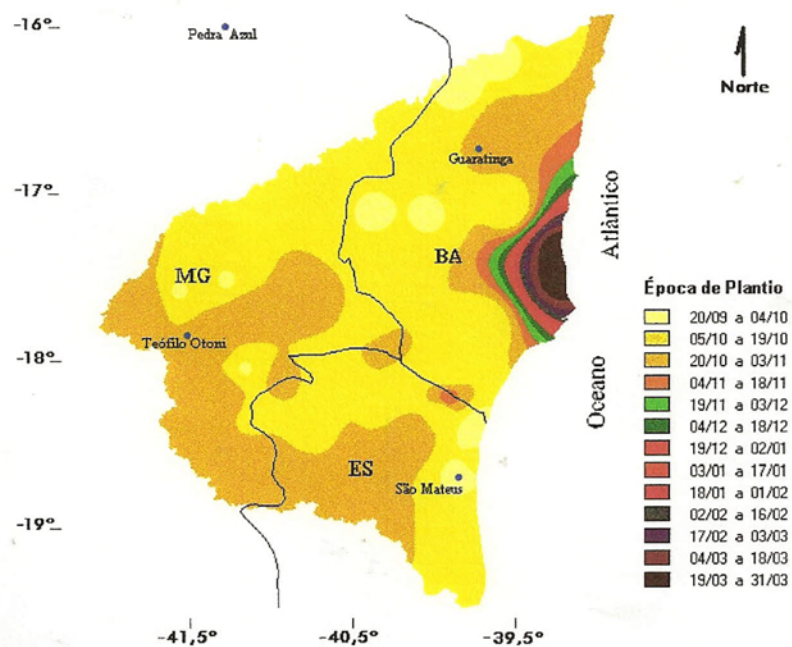 -16°
Pedra Azul
Norte
Guaratinga
-17°
Atlântico
BA
MG
Época de Plantio
20/09 a 04/10
05/10 a 19/10
20/10 a 03/11
04/11 a 18/11
19/11 a 03/12
04/12 a 18/12
19/12 a 02/01
03/01 a 17/01
18/01 a 01/02
02/02 a 16/02
17/02 a 03/03
04/03 a 18/03
19/03 a 31/03
Teófilo Otoni
-18°
Oceano
ES
São Mateus
-19°
-41,5°
-40,5°
-39,5°